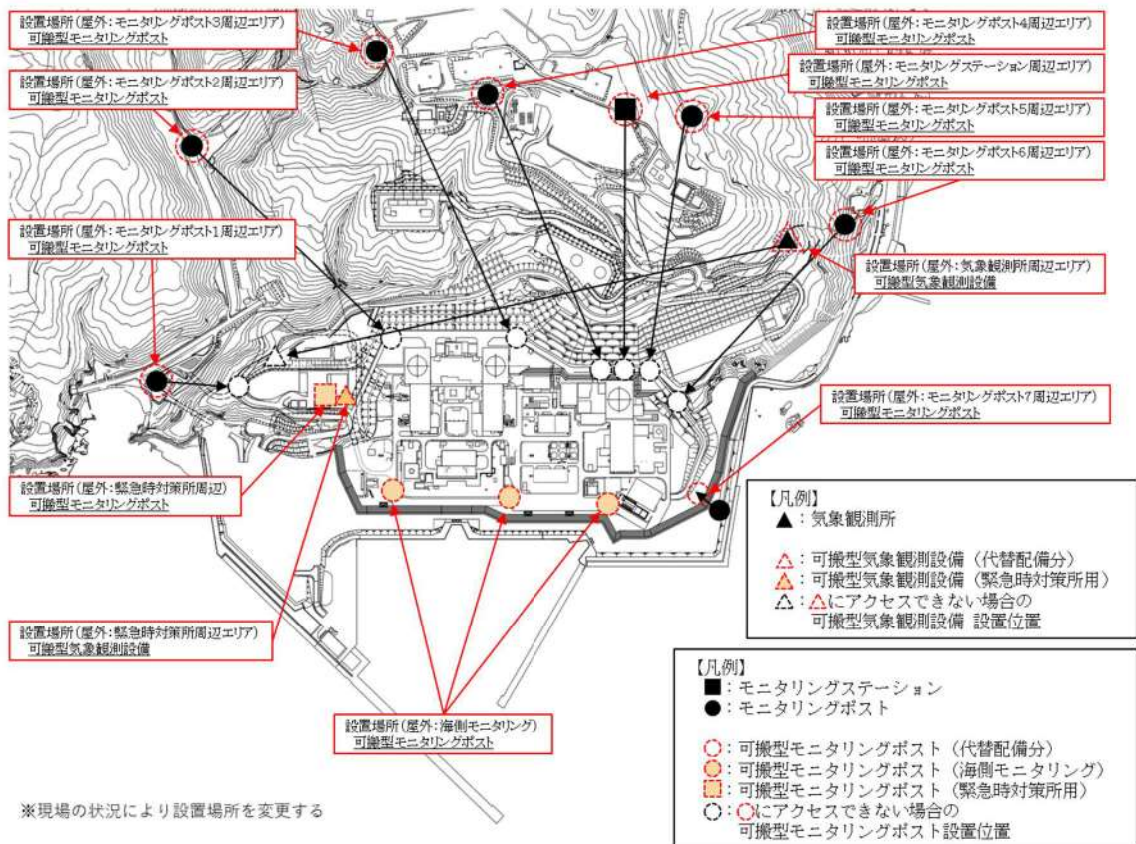 設置場所(屋外:モニタリングポスト3周辺エリア)
可搬型モニタリングポスト
設置場所(屋外:モニタリングポスト4周辺エリア)
可搬型モニタリングポスト
設置場所(屋外:モニタリングポスト2周辺エリア)
可搬型モニタリングポスト
設置場所(屋外:モニタリングステーション周辺エリア)
可搬型モニタリングポスト
設置場所(屋外:モニタリングポスト5周辺エリア)
可搬型モニタリングポスト
設置場所(屋外:モニタリングポスト6周辺エリア)
可搬型モニタリングポスト
設置場所(屋外:モニタリングポスト1周辺エリア)
可搬型モニタリングポスト
設置場所(屋外:気象観測所周辺エリア)
可搬型気象観測設備
設置場所(屋外:モニタリングポスト7周辺エリア)
可搬型モニタリングポスト
設置場所(屋外:緊急時対策所周辺)
可搬型モニタリングポスト
設置場所(屋外:緊急時対策所周辺エリア)
可搬型気象観測設備
設置場所(屋外:海側モニタリング)
可搬型モニタリングポスト
【凡例】
▲:気象観測所
△:可搬型気象観測設備(代替配備分)
△:可搬型気象観測設備(緊急時対策所用)
△:△にアクセスできない場合の
可搬型気象観測設備 設置位置
【凡例】
■:モニタリングステーション
●:モニタリングポスト
○:可搬型モニタリングポスト(代替配備分)
○:可搬型モニタリングポスト(海側モニタリング)
□:可搬型モニタリングポスト(緊急時対策所用)
○:○にアクセスできない場合の
可搬型モニタリングポスト設置位置
※現場の状況により設置場所を変更する